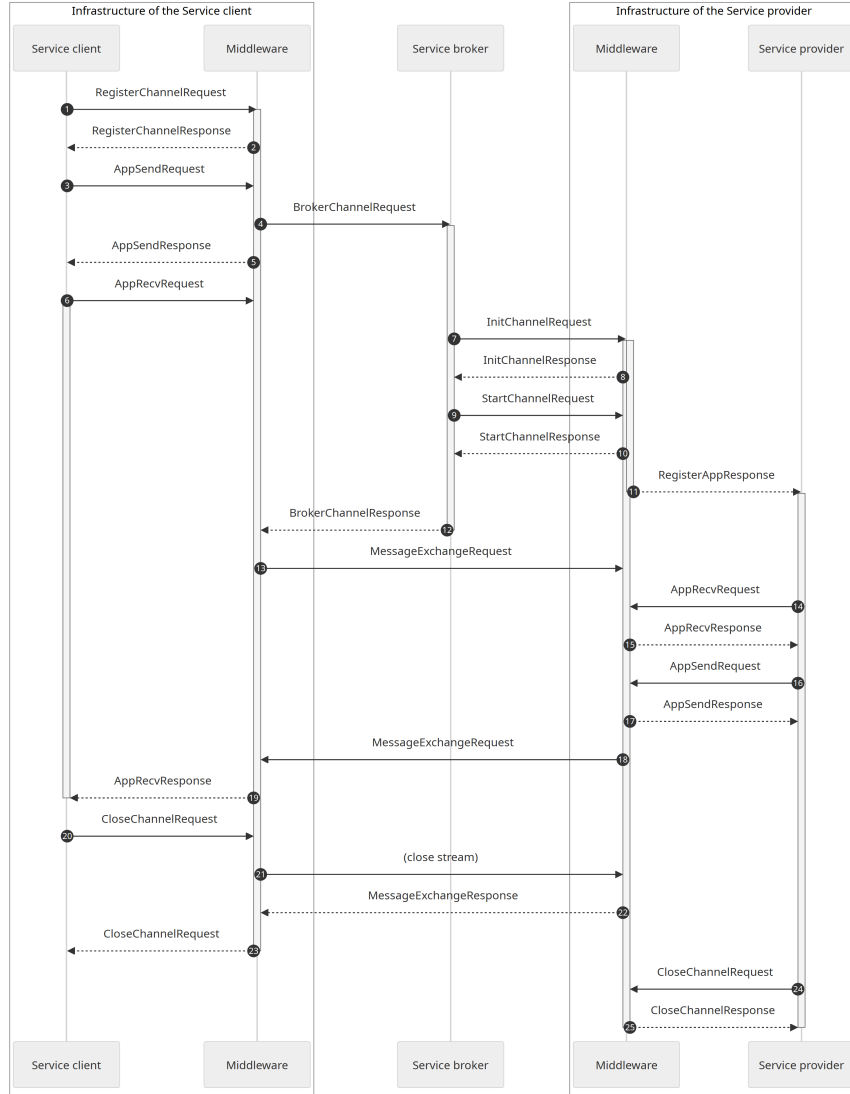 Infrastructure of the Service client
Infrastructure of the Service provider
Service client
Middleware
Service broker
Middleware
Service provider
RegisterChannelRequest
1
RegisterChannelResponse
2
AppSendRequest
3
BrokerChannelRequest
4
AppSendResponse
5
AppRecvRequest
6
InitChannelRequest
7
InitChannelResponse
8
StartChannelRequest
9
StartChannelResponse
10
RegisterAppResponse
11
BrokerChannelResponse
12
MessageExchangeRequest
13
AppRecvRequest
14
AppRecvResponse
15
AppSendRequest
16
AppSendResponse
17
MessageExchangeRequest
18
AppRecvResponse
19
CloseChannelRequest
20
(close stream)
21
MessageExchangeResponse
22
CloseChannelRequest
23
CloseChannelRequest
24
CloseChannelResponse
25
Service client
Middleware
Service broker
Middleware
Service provider